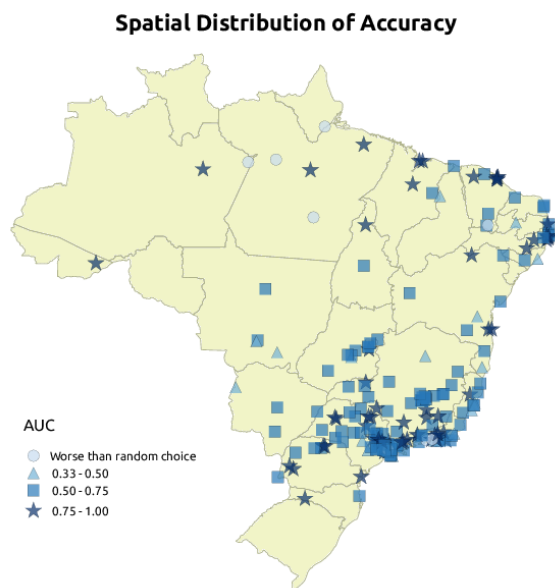 Spatial Distribution of Accuracy
AUC
Worse than random choice
0.33 - 0.50
0.50 - 0.75
0.75 - 1.00